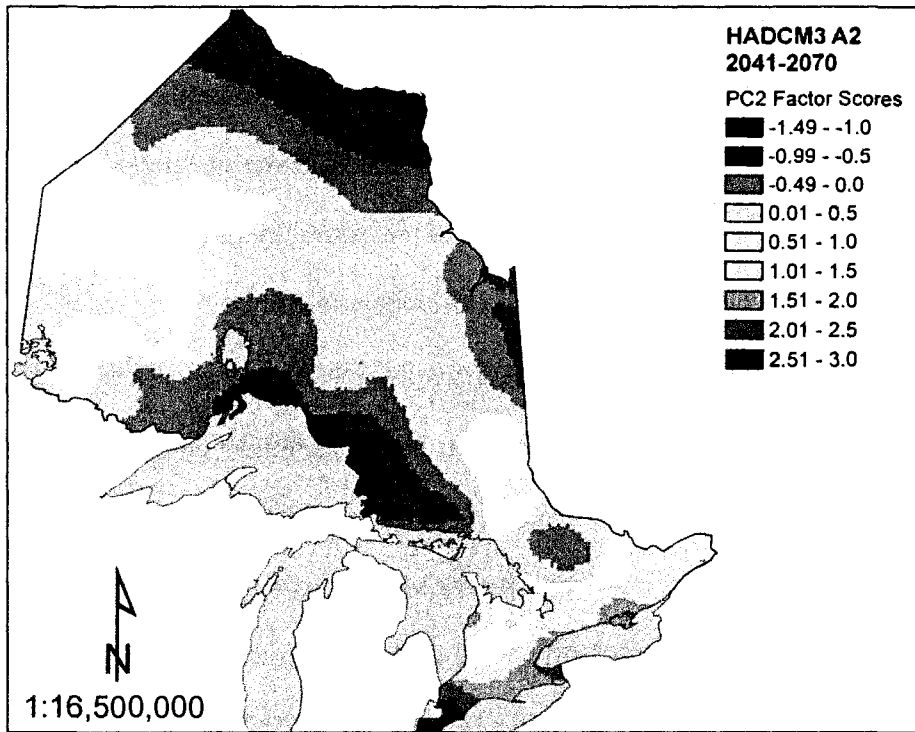 HADCM3 A2
2041-2070
PC2 Factor Scores
-1.49 - -1.0
-0.99 - -0.5
-0.49 - 0.0
0.01 - 0.5
0.51 - 1.0
1.01 - 1.5
1.51 - 2.0
2.01 - 2.5
2.51 - 3.0
N
1:16,500,000